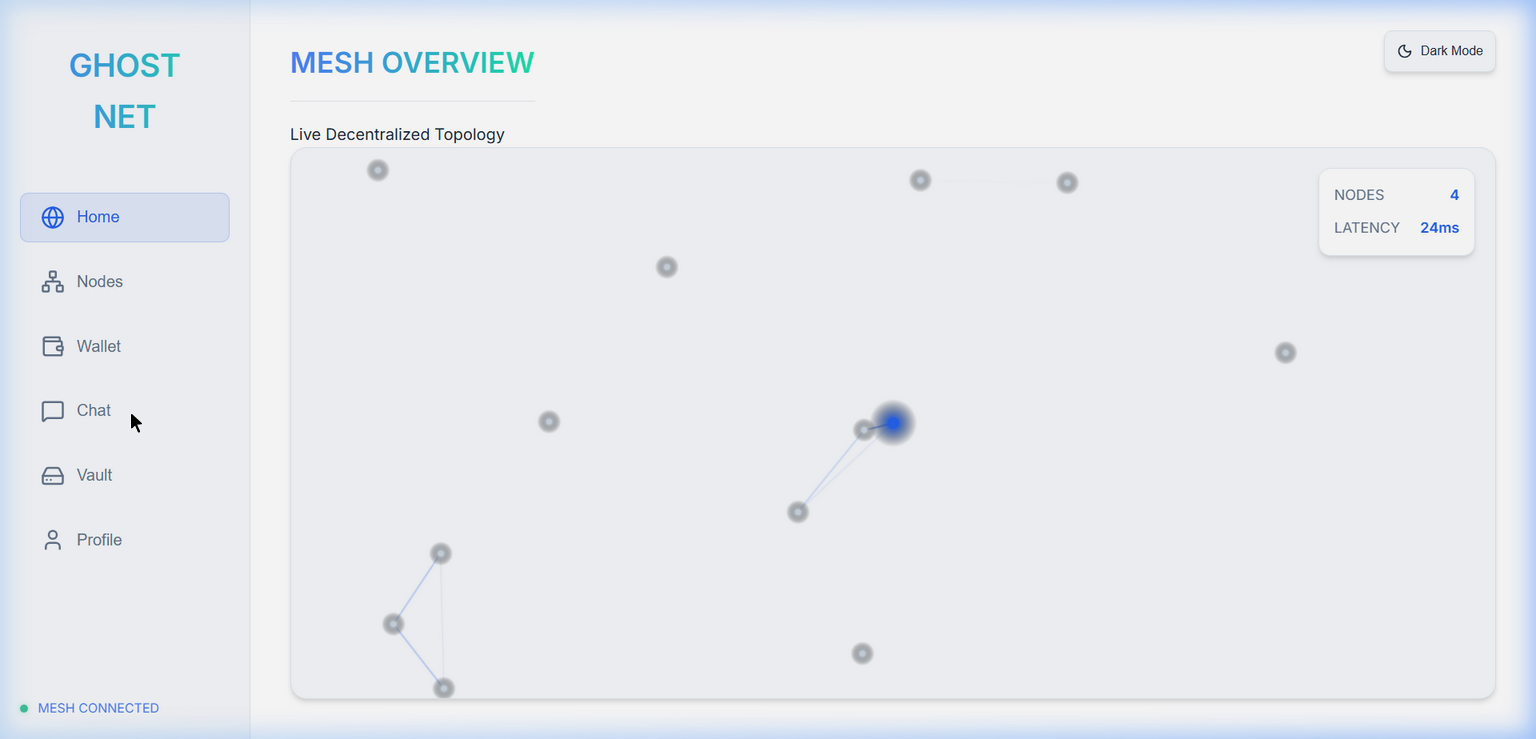 GHOST
NET
Home
Nodes
Wallet
Chat
Vault
Profile
MESH CONNECTED
MESH OVERVIEW
Dark Mode
Live Decentralized Topology
NODES 4
LATENCY 24ms